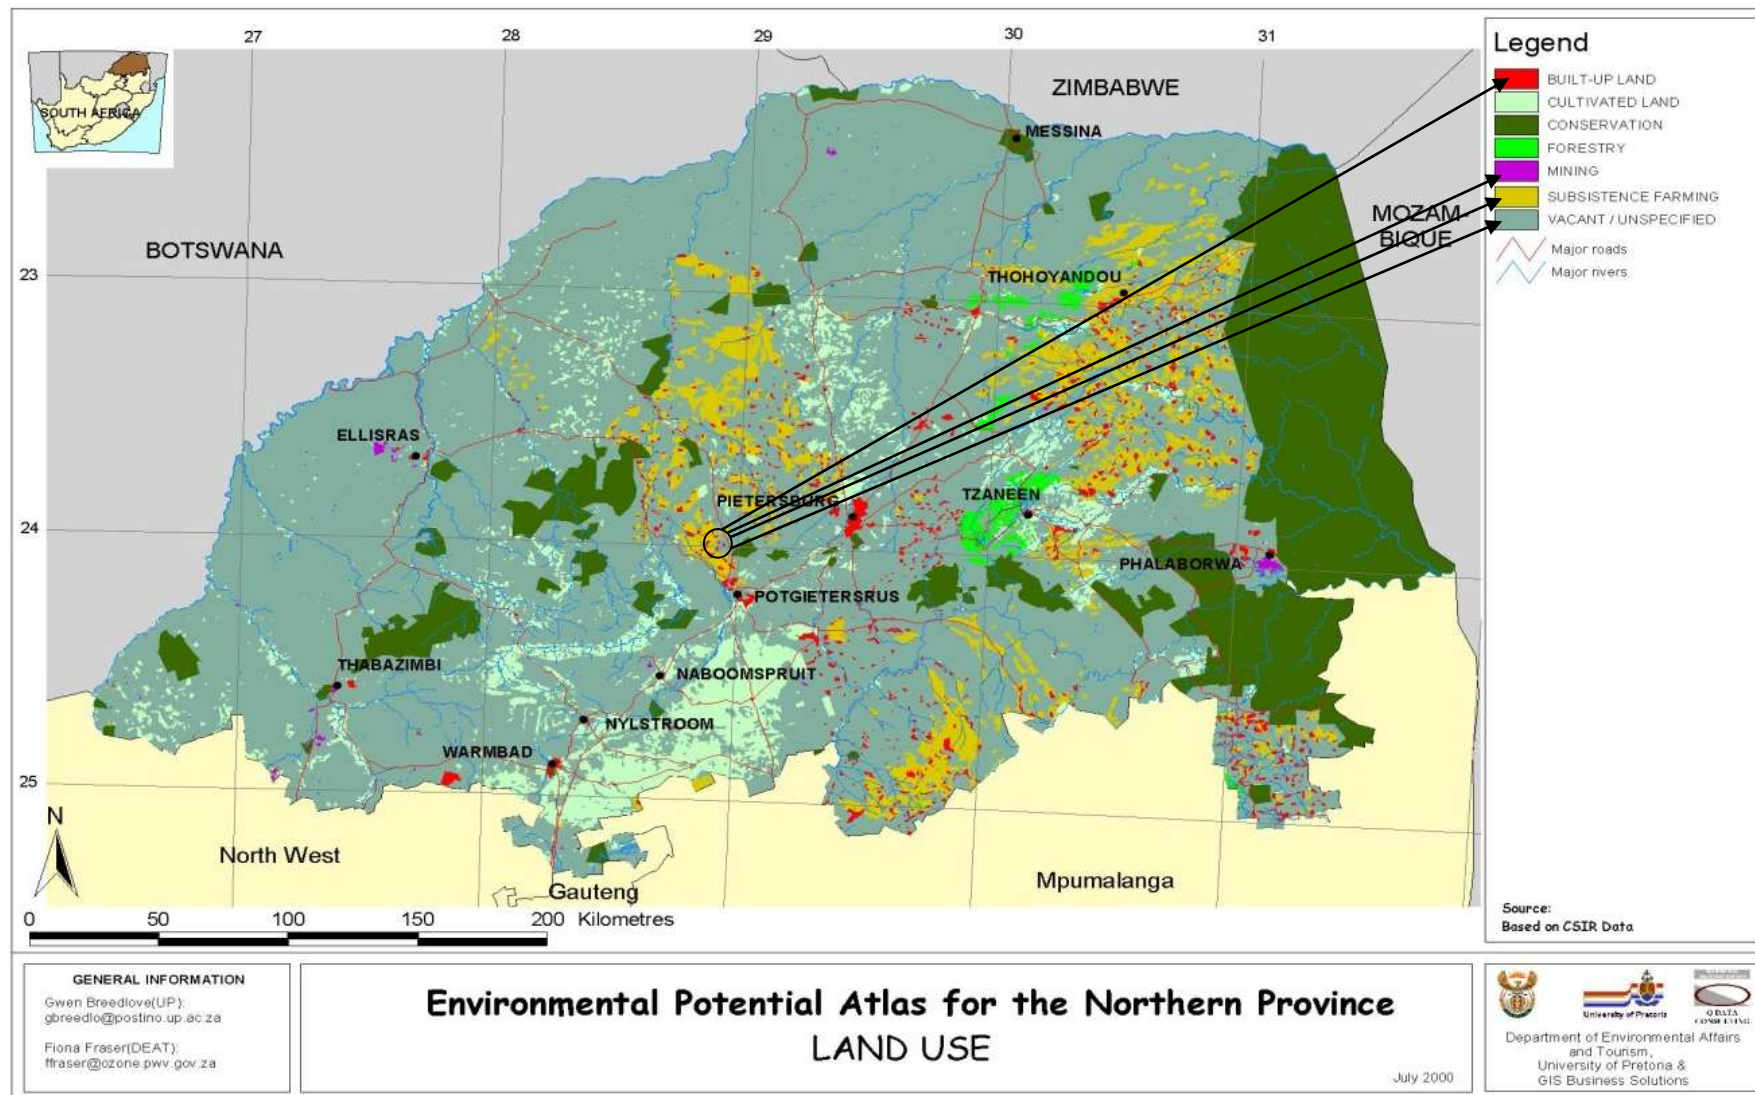 27
28
29
30
31
SOUTH AFRICA
ZIMBABWE
MESSINA
MOZAM-
BIQUE
BOTSWANA
23
THOHOYANDOU
ELLISRAS
PIETERSBURG
TZANEEN
24
PHALABORWA
POTGIETERSRUS
THABAZIMBI
NABOOMSPRUIT
NYLSTROOM
WARMBAD
25
N
North West
Gauteng
Mpumalanga
0 50 100 150 200 Kilometres
Legend
BUILT-UP LAND
CULTIVATED LAND
CONSERVATION
FORESTRY
MINING
SUBSISTENCE FARMING
VACANT / UNSPECIFIED
Major roads
Major rivers
Source:
Based on CSIR Data
GENERAL INFORMATION
Gwen Breedlove(UP):
gbreedlo@postino.up.ac.za
Fiona Fraser(DEAT):
ffraser@ozone.pwv.gov.za
Environmental Potential Atlas for the Northern Province
LAND USE
July 2000
University of Pretoria
Q DATA
CONSULTING
Department of Environmental Affairs
and Tourism,
University of Pretoria &
GIS Business Solutions